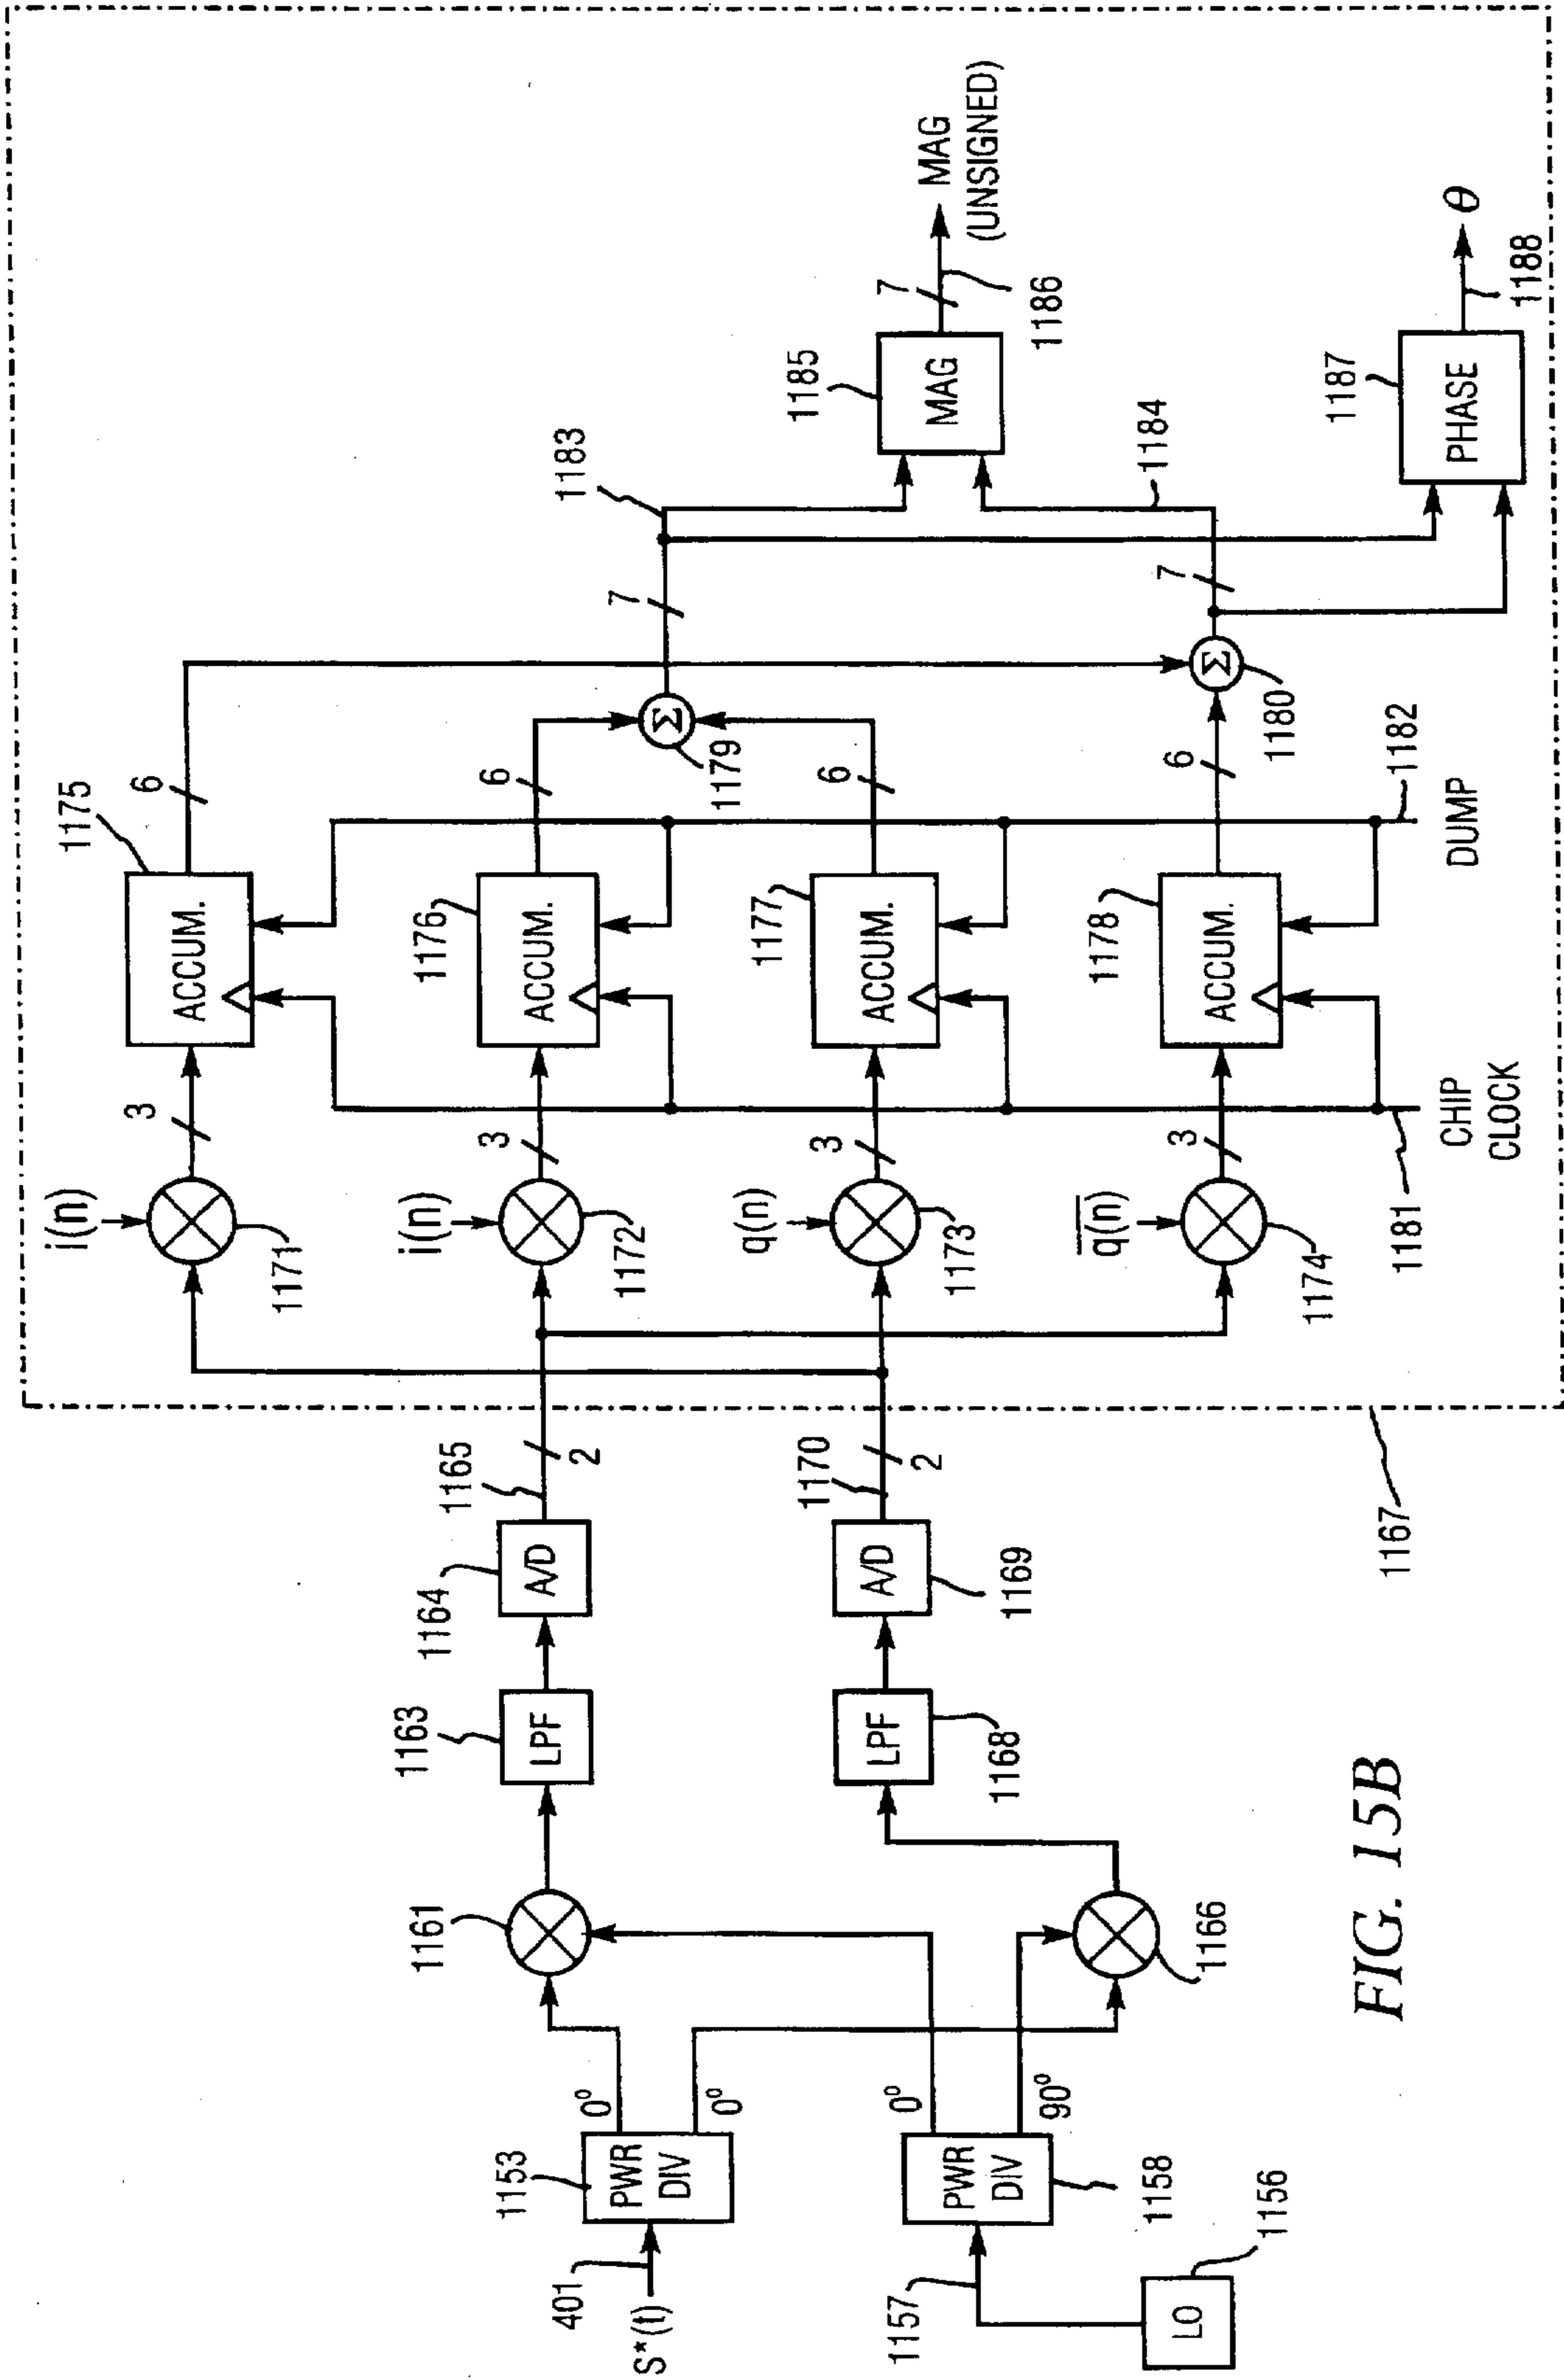 S*(t)
401
1153
PWR
DIV
0°
0°
LO
1156
1157
PWR
DIV
1158
0°
90°
1161
1166
LPF
1163
LPF
1168
A/D
1164
A/D
1169
1165
2
1170
2
1167
i(n)
1171
3
i(n)
1172
3
q(n)
1173
3
q̅(̅n̅)̅
1174
3
CHIP
CLOCK
1181
ACCUM.
1175
6
ACCUM.
1176
6
ACCUM.
1177
6
ACCUM.
1178
6
DUMP
1182
Σ
1179
Σ
1180
7
1183
7
1184
MAG
1185
7
1186
MAG
(UNSIGNED)
PHASE
1187
1188
θ
FIG. 15B